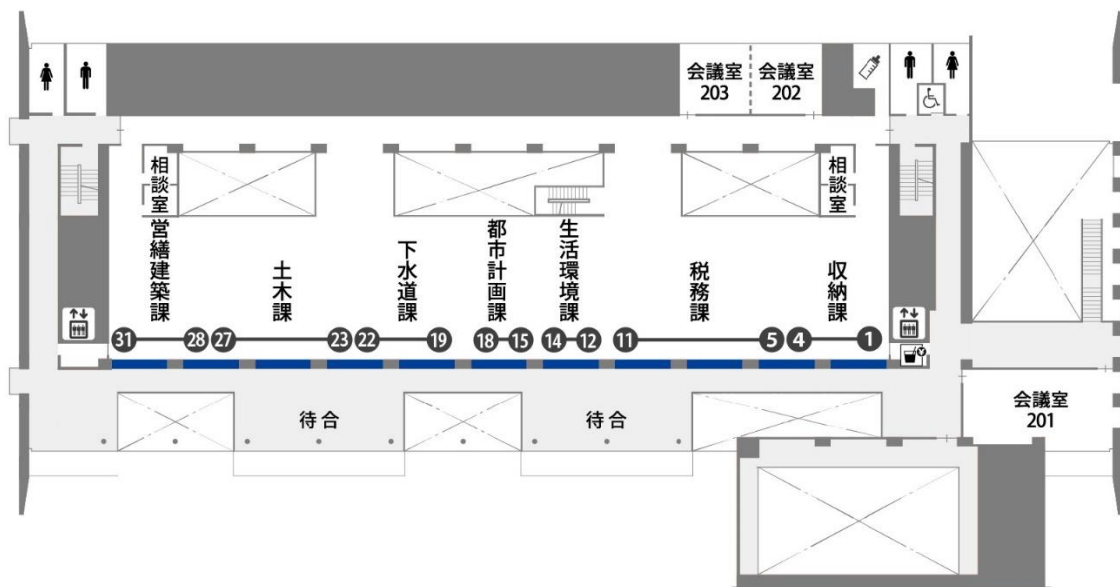 会議室
203
会議室
202
相談室
相談室
営繕建築課
土木課
下水道課
都市計画課
生活環境課
税務課
収納課
31
28
27
23
22
19
18
15
14
12
11
5
4
1
待合
待合
会議室
201